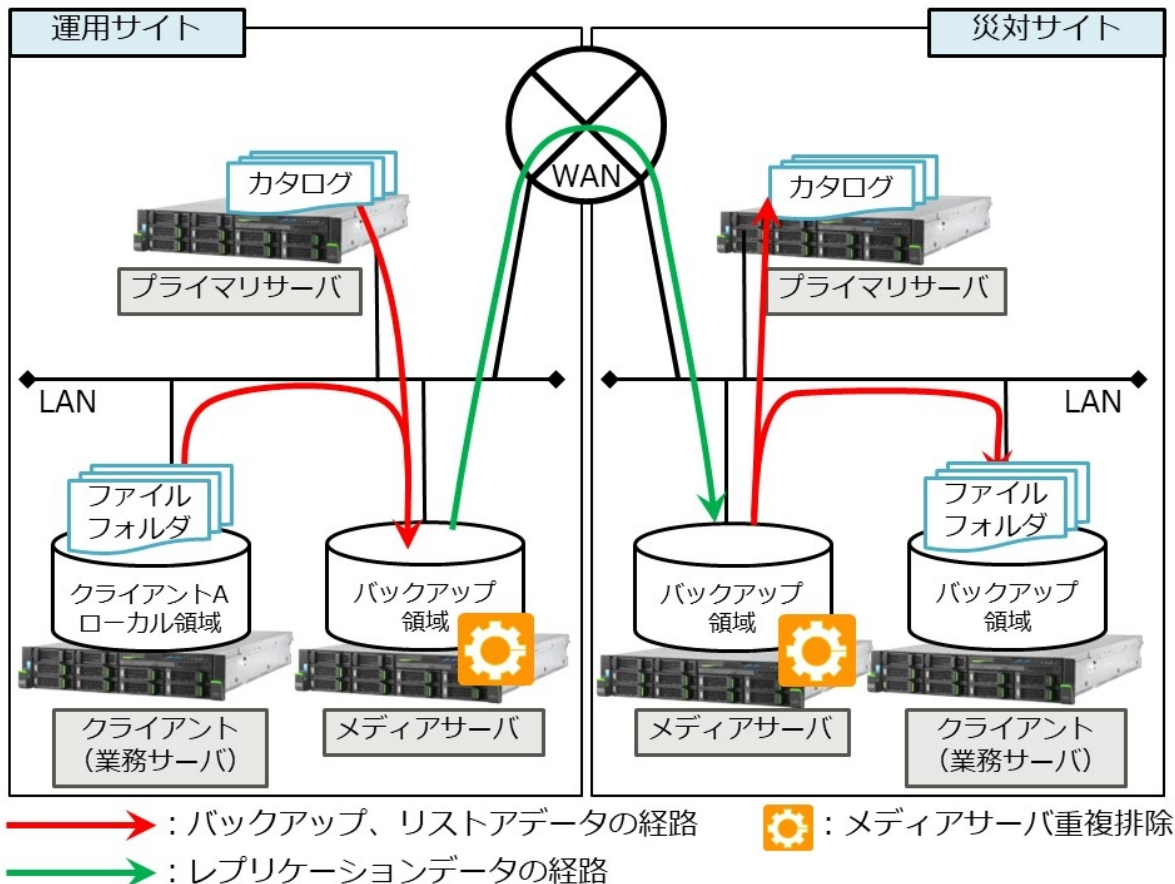 運用サイト
災対サイト
WAN
カタログ
カタログ
プライマリサーバ
プライマリサーバ
LAN
LAN
ファイル
フォルダ
クライアントA
ローカル領域
バックアップ
領域
バックアップ
領域
ファイル
フォルダ
バックアップ
領域
クライアント
（業務サーバ）
メディアサーバ
メディアサーバ
クライアント
（業務サーバ）
：バックアップ、リストアデータの経路
：メディアサーバ重複排除
：レプリケーションデータの経路